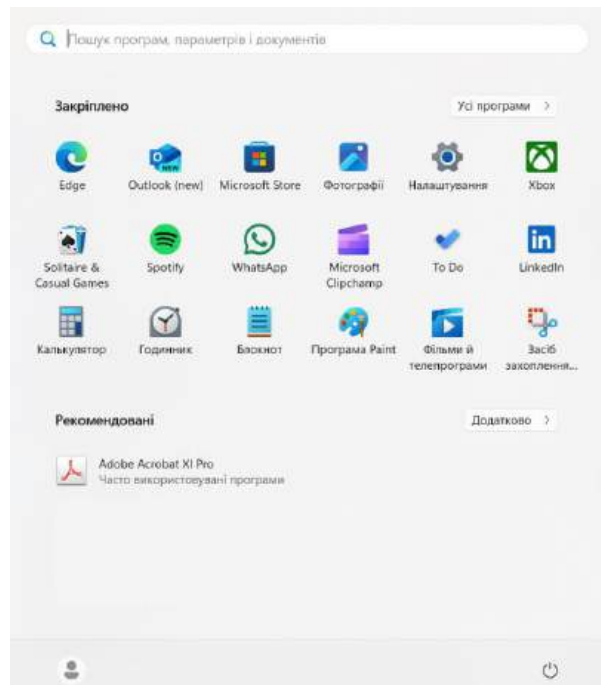 Пошук програм, параметрів і документів
Закріплено
Усі програми
Edge
Outlook (new)
Microsoft Store
Фотографії
Налаштування
Xbox
Solitaire &
Casual Games
Spotify
WhatsApp
Microsoft
Clipchamp
To Do
LinkedIn
Калькулятор
Годинник
Блокнот
Програма Paint
Фільми й
телепрограми
Засіб
захоплення...
Рекомендовані
Додатково
Adobe Acrobat XI Pro
Часто використовувані програми